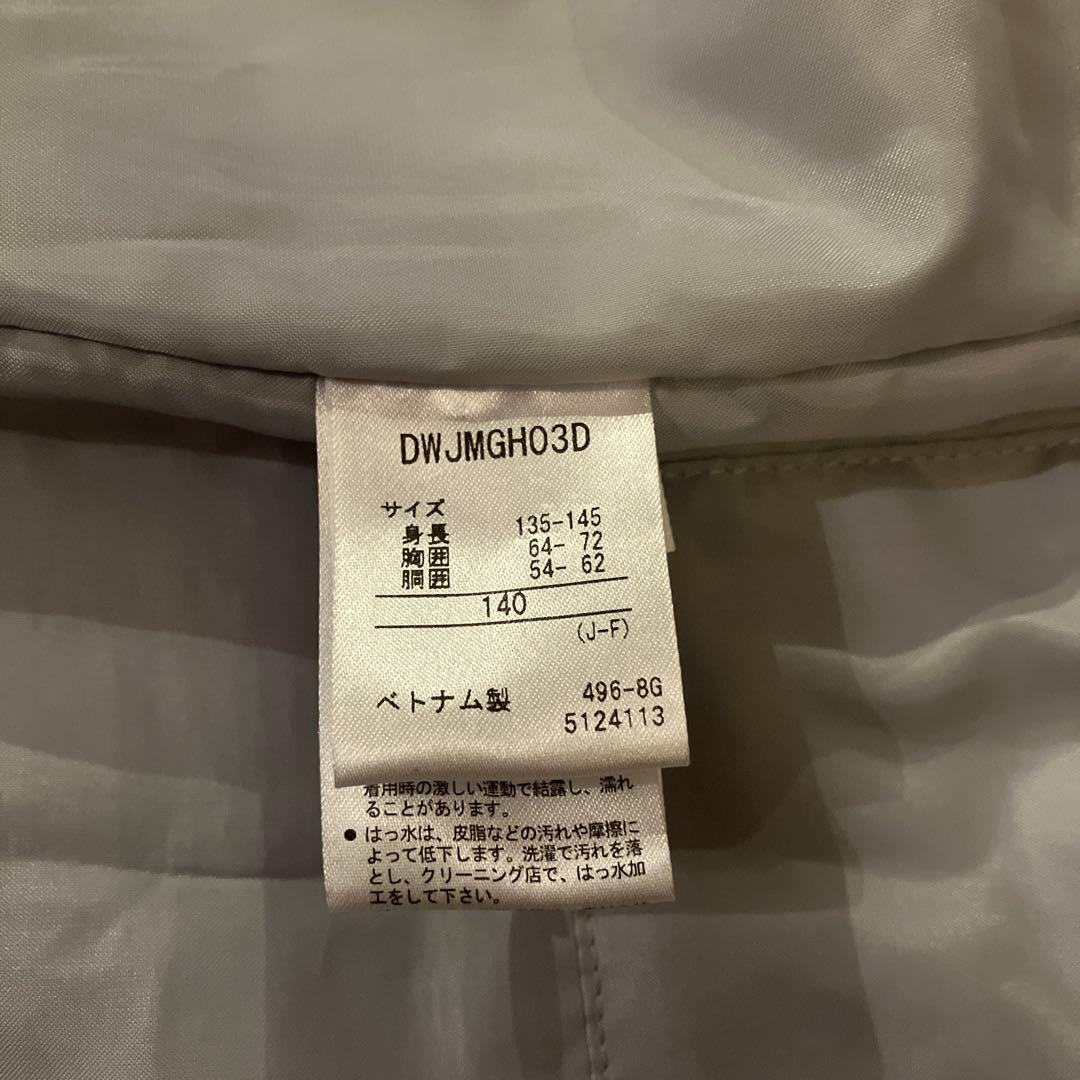 DWJMGH03D
サイズ
身長 135-145
胸囲 64- 72
胴囲 54- 62
140
(J-F)
ベトナム製 496-8G
5124113
着用時の激しい運動で結露し、濡れ
ることがあります。
● はっ水は、皮脂などの汚れや摩擦に
よって低下します。洗濯で汚れを落
とし、クリーニング店で、はっ水加
工をして下さい。